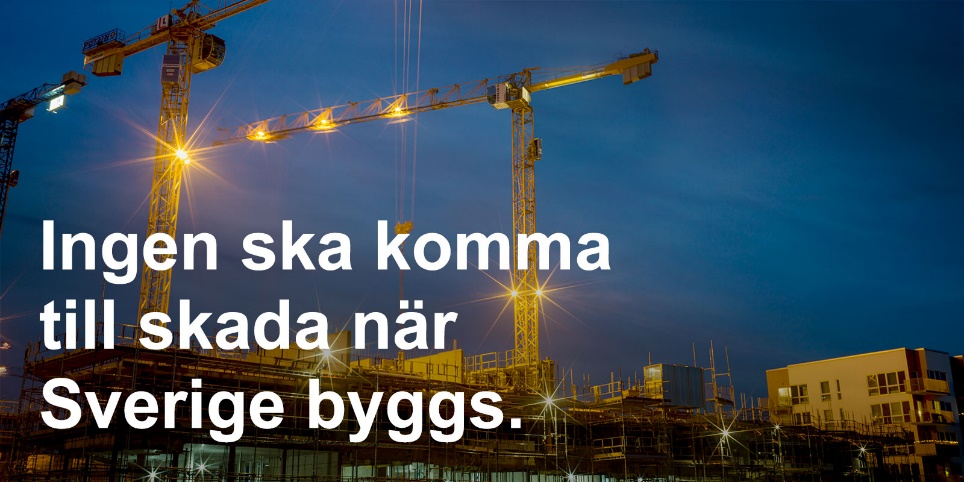 Ingen ska komma
till skada när
Sverige byggs.